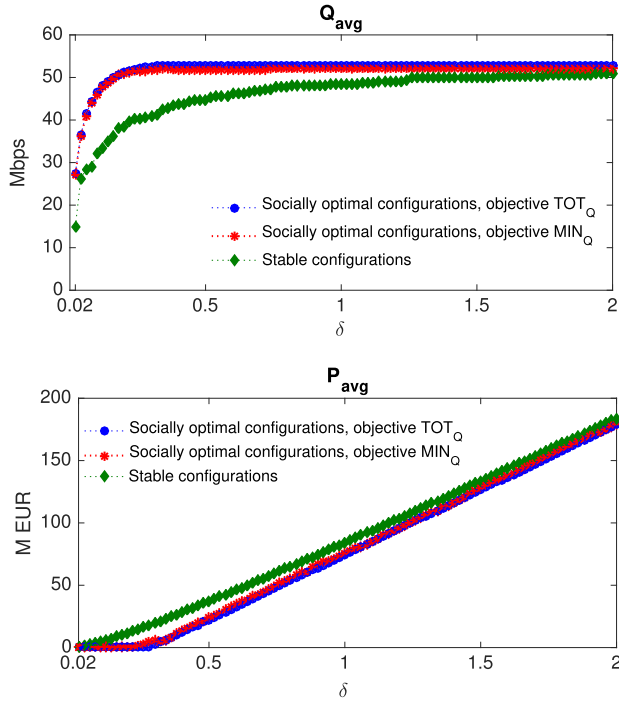 Q_avg
60
50
40
30
20
10
0
Mbps
Socially optimal configurations, objective TOT_Q
Socially optimal configurations, objective MIN_Q
Stable configurations
0.02 0.5 1 1.5 2
δ
P_avg
200
150
100
50
0
M EUR
Socially optimal configurations, objective TOT_Q
Socially optimal configurations, objective MIN_Q
Stable configurations
0.02 0.5 1 1.5 2
δ